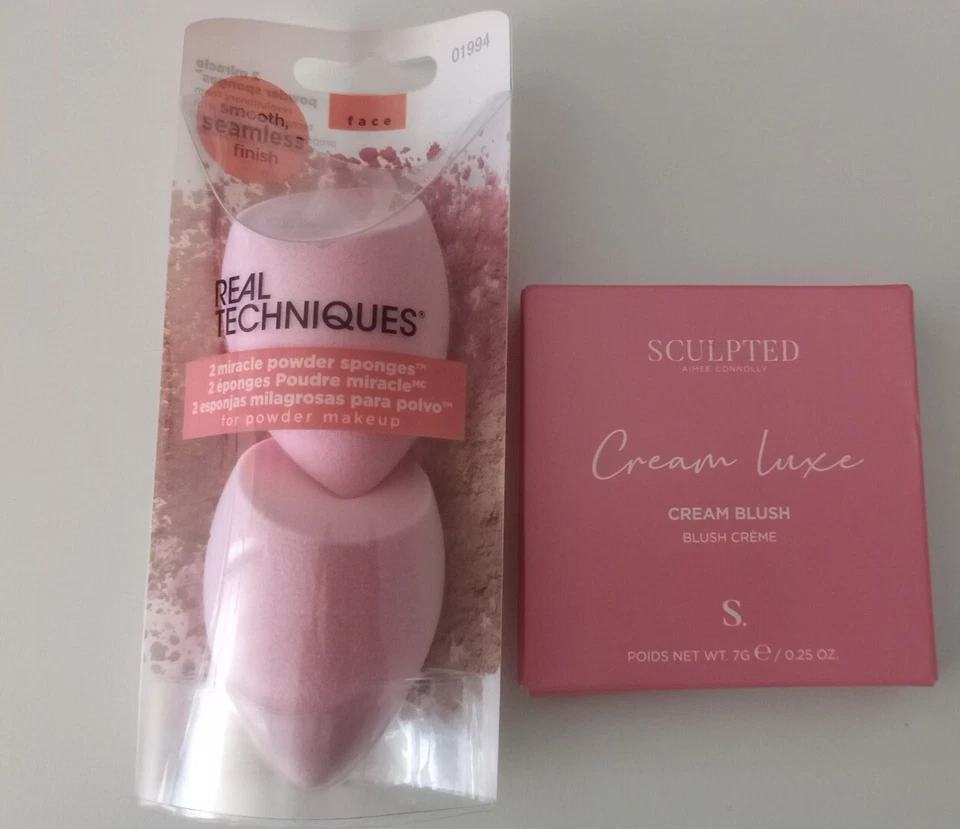 01994
face
smooth,
seamless
finish
REAL
TECHNIQUES®
2 miracle powder sponges™
2 éponges Poudre miracleᴹᶜ
2 esponjas milagrosas para polvo™
for powder makeup
SCULPTED
AIMEE CONNOLLY
Cream luxe
CREAM BLUSH
BLUSH CRÈME
S.
POIDS NET WT. 7G ℮ / 0.25 OZ.